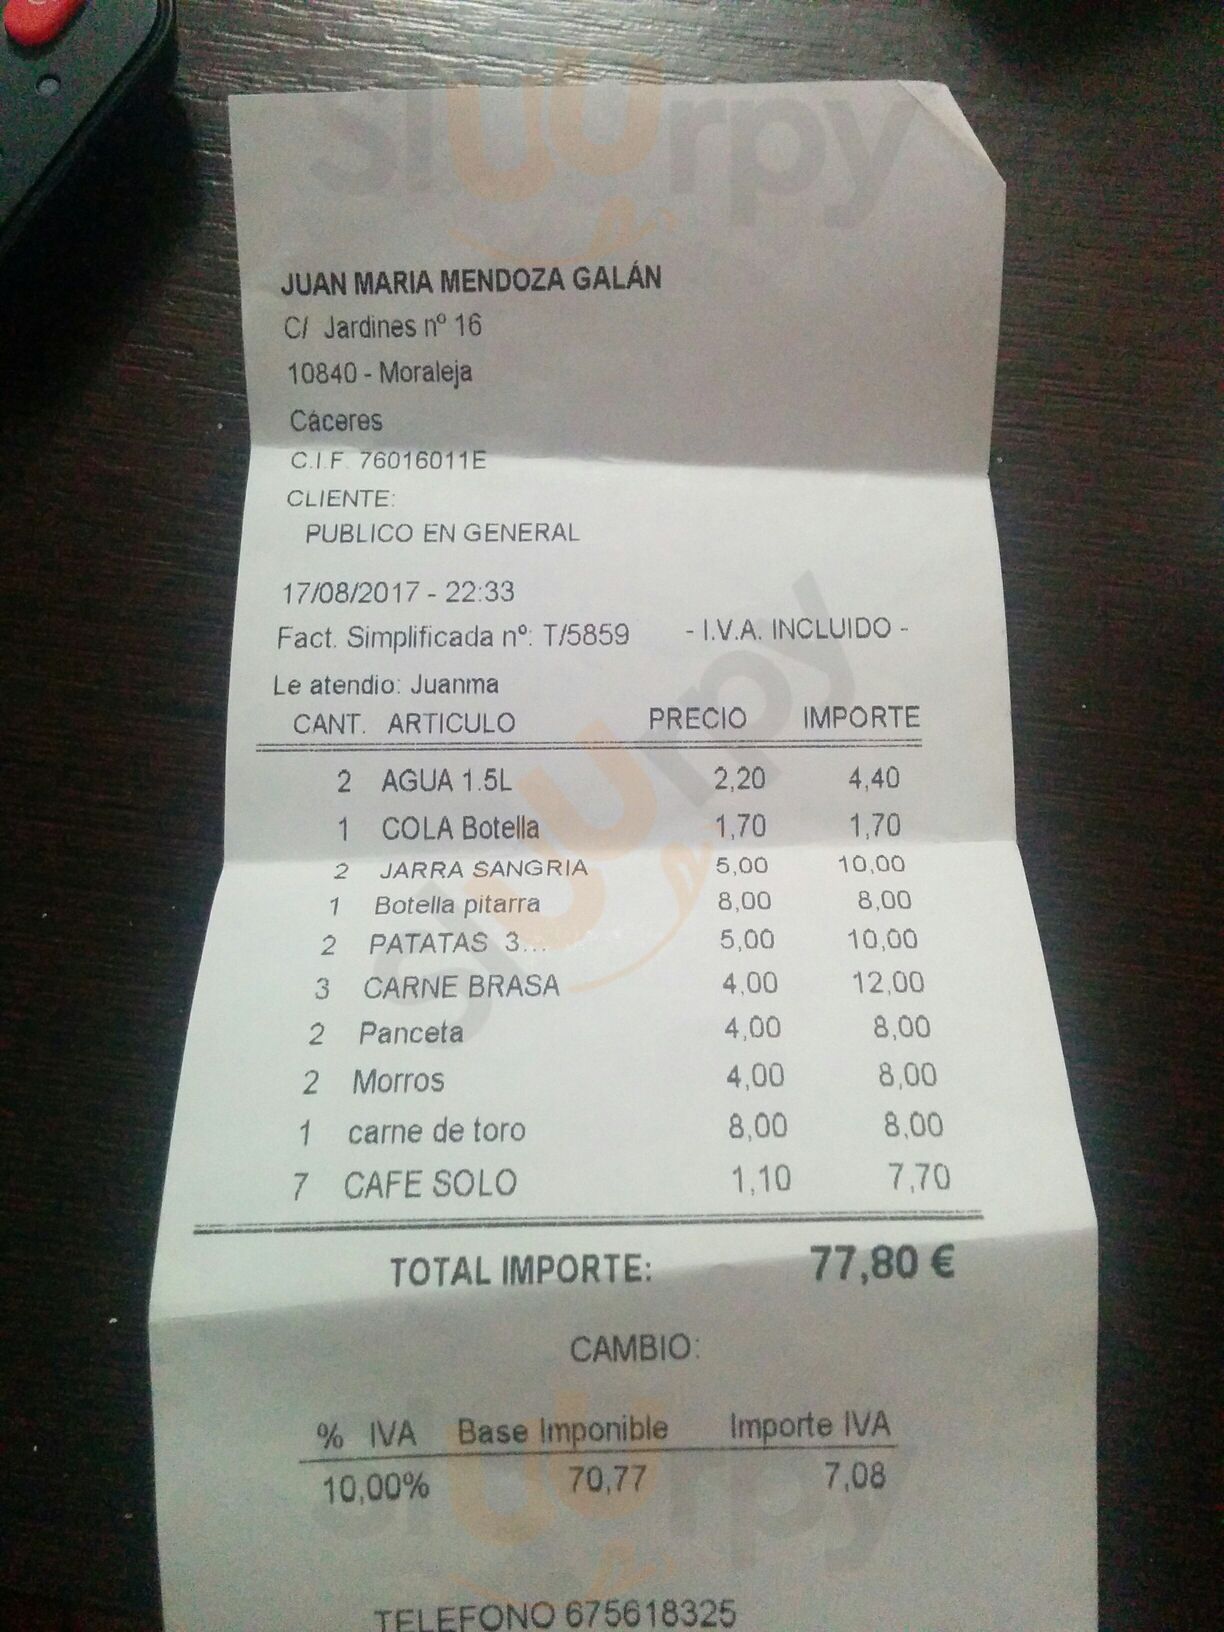 sluurpy
JUAN MARIA MENDOZA GALÁN
C/ Jardines nº 16
10840 - Moraleja
Cáceres
C.I.F. 76016011E
CLIENTE:
PUBLICO EN GENERAL
17/08/2017 - 22:33
Fact. Simplificada nº: T/5859 - I.V.A. INCLUIDO -
Le atendio: Juanma
CANT. ARTICULO PRECIO IMPORTE
2 AGUA 1.5L 2,20 4,40
1 COLA Botella 1,70 1,70
2 JARRA SANGRIA 5,00 10,00
1 Botella pitarra 8,00 8,00
2 PATATAS 3... 5,00 10,00
3 CARNE BRASA 4,00 12,00
2 Panceta 4,00 8,00
2 Morros 4,00 8,00
1 carne de toro 8,00 8,00
7 CAFE SOLO 1,10 7,70
TOTAL IMPORTE: 77,80 €
CAMBIO:
% IVA Base Imponible Importe IVA
10,00% 70,77 7,08
sluurpy
TELEFONO 675618325
sluurpy